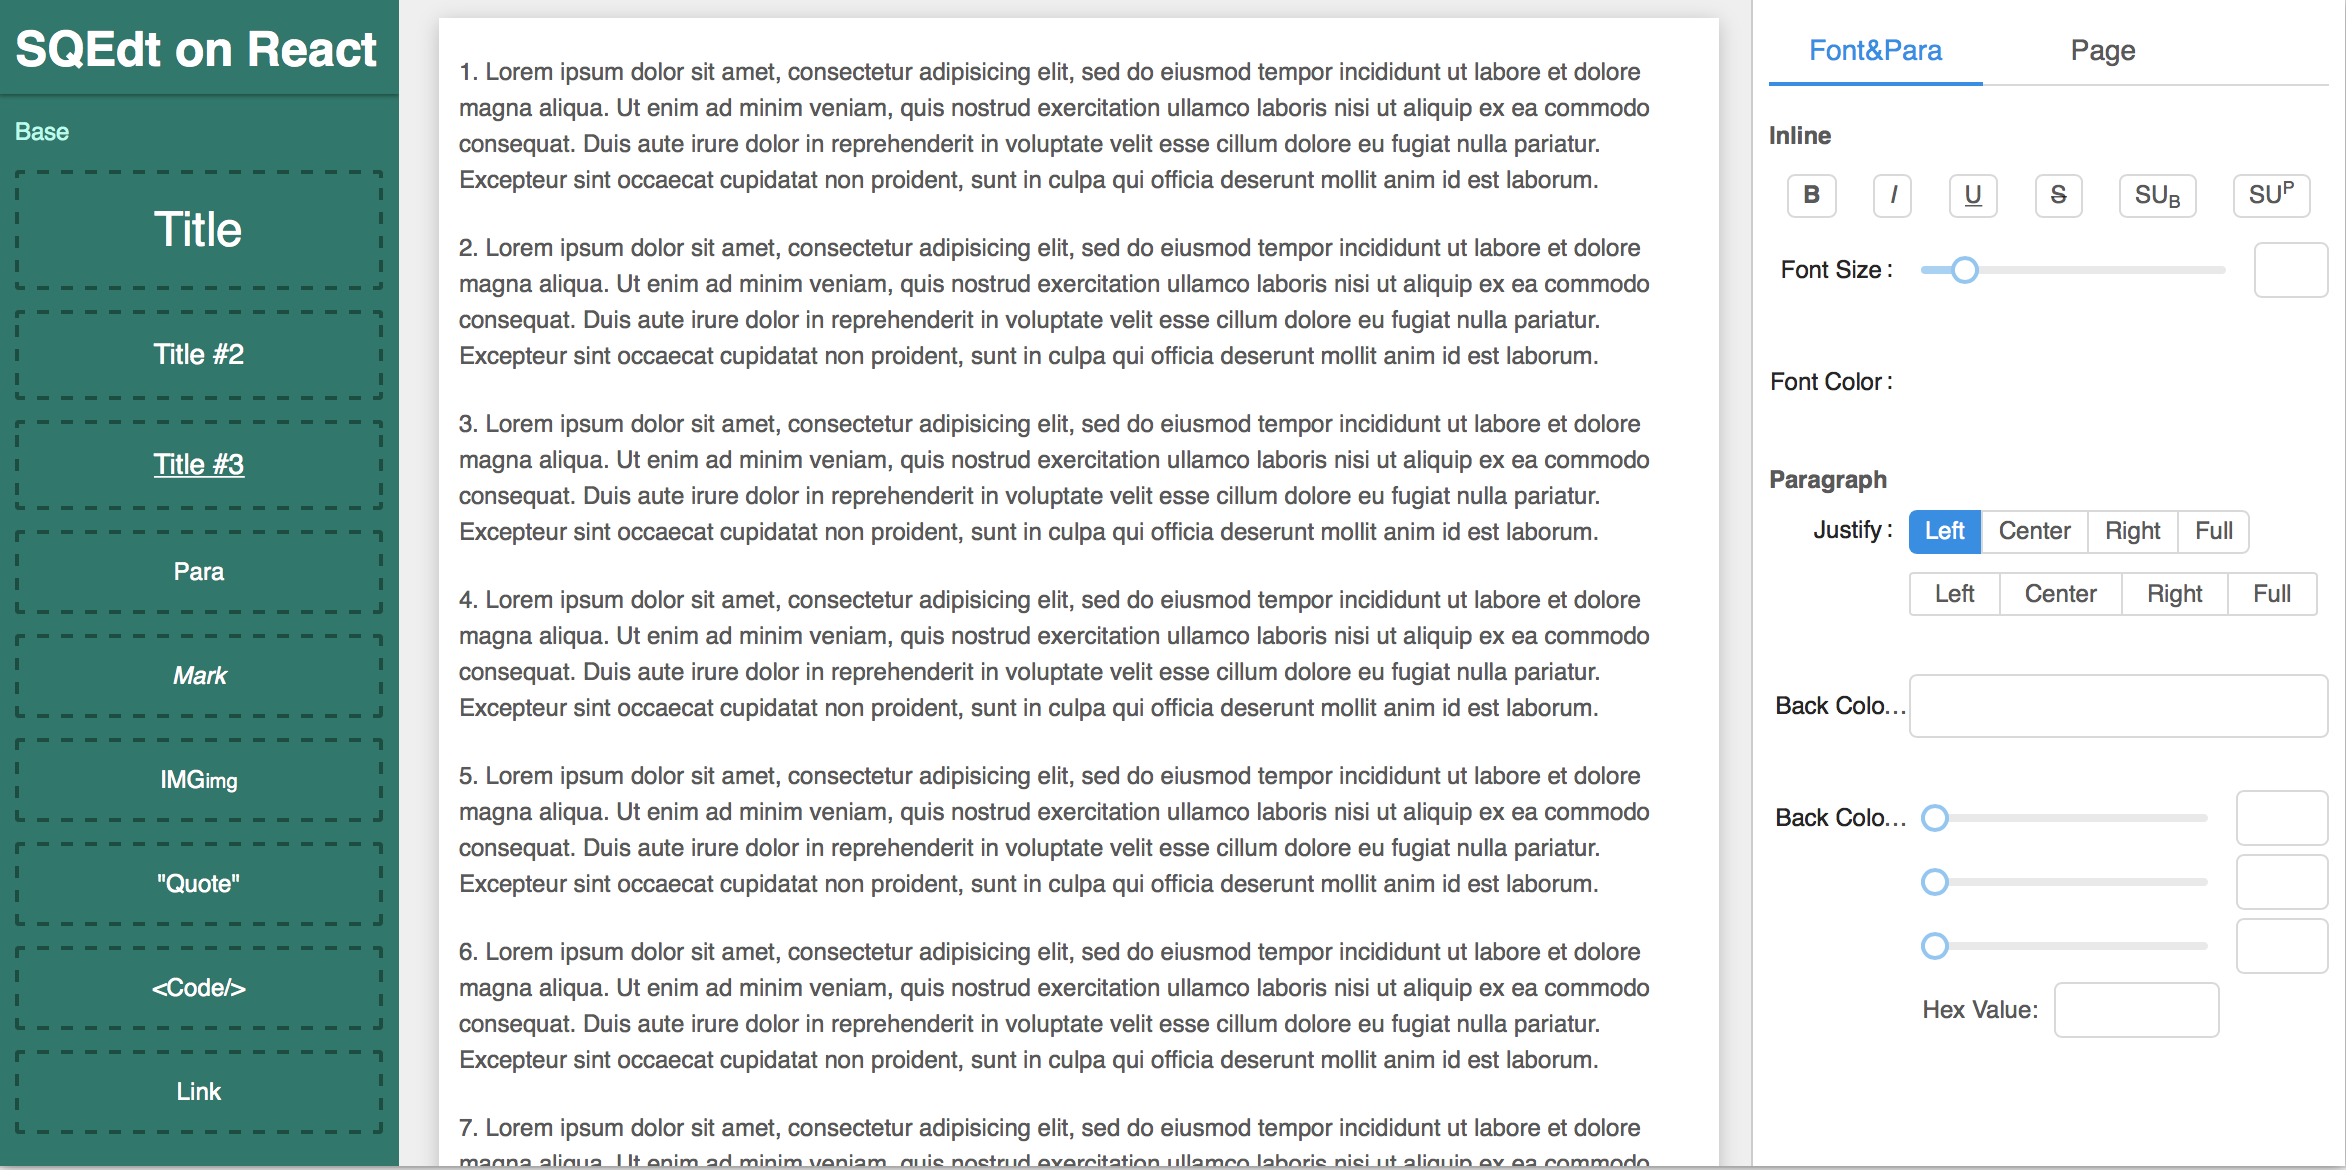 SQEdt on React
Base
Title
Title #2
Title #3
Para
Mark
IMGimg
"Quote"
<Code/>
Link
1. Lorem ipsum dolor sit amet, consectetur adipisicing elit, sed do eiusmod tempor incididunt ut labore et dolore
magna aliqua. Ut enim ad minim veniam, quis nostrud exercitation ullamco laboris nisi ut aliquip ex ea commodo
consequat. Duis aute irure dolor in reprehenderit in voluptate velit esse cillum dolore eu fugiat nulla pariatur.
Excepteur sint occaecat cupidatat non proident, sunt in culpa qui officia deserunt mollit anim id est laborum.
2. Lorem ipsum dolor sit amet, consectetur adipisicing elit, sed do eiusmod tempor incididunt ut labore et dolore
magna aliqua. Ut enim ad minim veniam, quis nostrud exercitation ullamco laboris nisi ut aliquip ex ea commodo
consequat. Duis aute irure dolor in reprehenderit in voluptate velit esse cillum dolore eu fugiat nulla pariatur.
Excepteur sint occaecat cupidatat non proident, sunt in culpa qui officia deserunt mollit anim id est laborum.
3. Lorem ipsum dolor sit amet, consectetur adipisicing elit, sed do eiusmod tempor incididunt ut labore et dolore
magna aliqua. Ut enim ad minim veniam, quis nostrud exercitation ullamco laboris nisi ut aliquip ex ea commodo
consequat. Duis aute irure dolor in reprehenderit in voluptate velit esse cillum dolore eu fugiat nulla pariatur.
Excepteur sint occaecat cupidatat non proident, sunt in culpa qui officia deserunt mollit anim id est laborum.
4. Lorem ipsum dolor sit amet, consectetur adipisicing elit, sed do eiusmod tempor incididunt ut labore et dolore
magna aliqua. Ut enim ad minim veniam, quis nostrud exercitation ullamco laboris nisi ut aliquip ex ea commodo
consequat. Duis aute irure dolor in reprehenderit in voluptate velit esse cillum dolore eu fugiat nulla pariatur.
Excepteur sint occaecat cupidatat non proident, sunt in culpa qui officia deserunt mollit anim id est laborum.
5. Lorem ipsum dolor sit amet, consectetur adipisicing elit, sed do eiusmod tempor incididunt ut labore et dolore
magna aliqua. Ut enim ad minim veniam, quis nostrud exercitation ullamco laboris nisi ut aliquip ex ea commodo
consequat. Duis aute irure dolor in reprehenderit in voluptate velit esse cillum dolore eu fugiat nulla pariatur.
Excepteur sint occaecat cupidatat non proident, sunt in culpa qui officia deserunt mollit anim id est laborum.
6. Lorem ipsum dolor sit amet, consectetur adipisicing elit, sed do eiusmod tempor incididunt ut labore et dolore
magna aliqua. Ut enim ad minim veniam, quis nostrud exercitation ullamco laboris nisi ut aliquip ex ea commodo
consequat. Duis aute irure dolor in reprehenderit in voluptate velit esse cillum dolore eu fugiat nulla pariatur.
Excepteur sint occaecat cupidatat non proident, sunt in culpa qui officia deserunt mollit anim id est laborum.
7. Lorem ipsum dolor sit amet, consectetur adipisicing elit, sed do eiusmod tempor incididunt ut labore et dolore
magna aliqua. Ut enim ad minim veniam, quis nostrud exercitation ullamco laboris nisi ut aliquip ex ea commodo
Font&Para Page
Inline
B I U S SUB SUP
Font Size :
Font Color :
Paragraph
Justify : Left Center Right Full
Left Center Right Full
Back Colo...
Back Colo...
Hex Value: